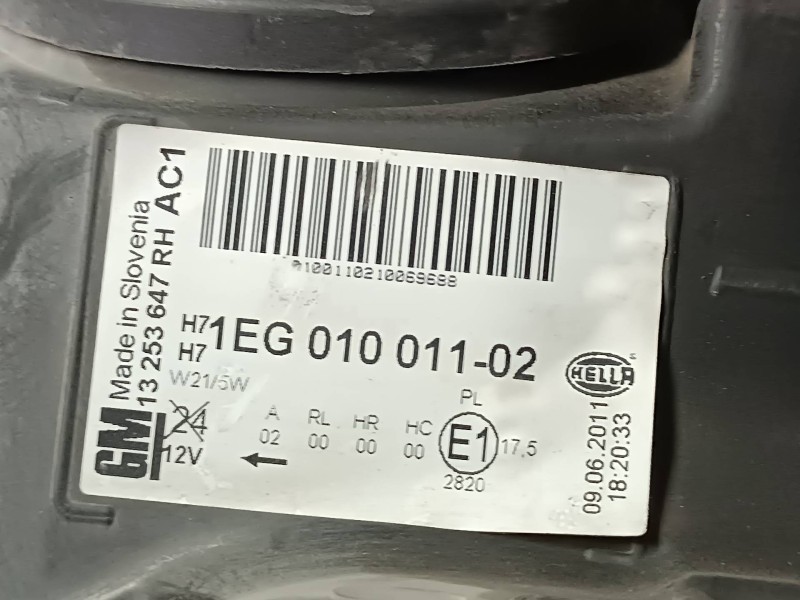 GM
Made in Slovenia
13 253 647 RH AC1
0100110210069688
H7
H7
1EG 010 011-02
W21/5W
24
12V
A
02
RL
00
HR
00
HC
00
PL
E1
17,5
2820
HELLA
09.06.2011
18:20:33